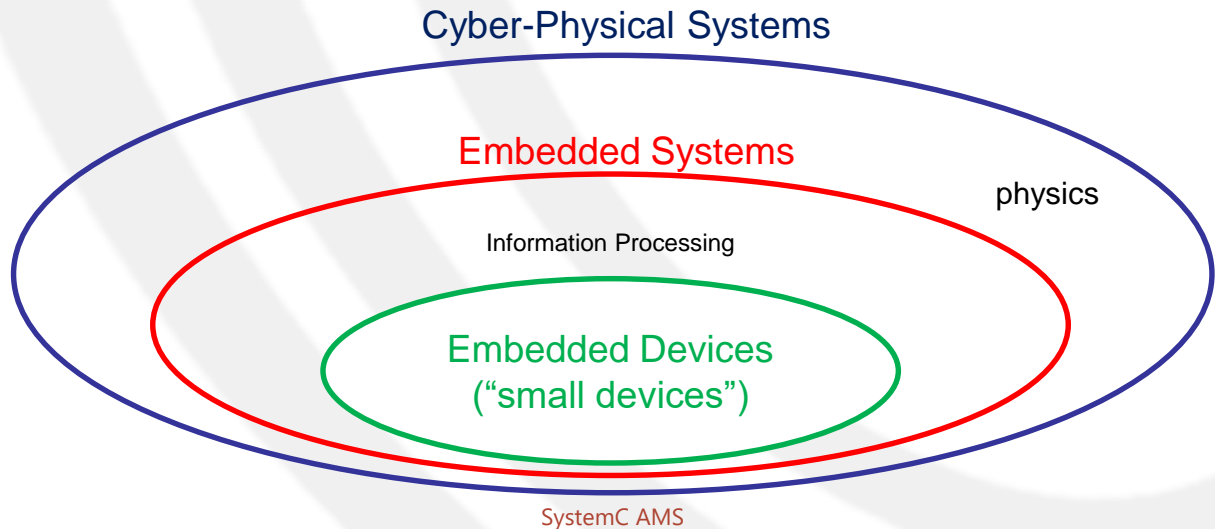 Cyber-Physical Systems
Embedded Systems
physics
Information Processing
Embedded Devices
(“small devices”)
SystemC AMS